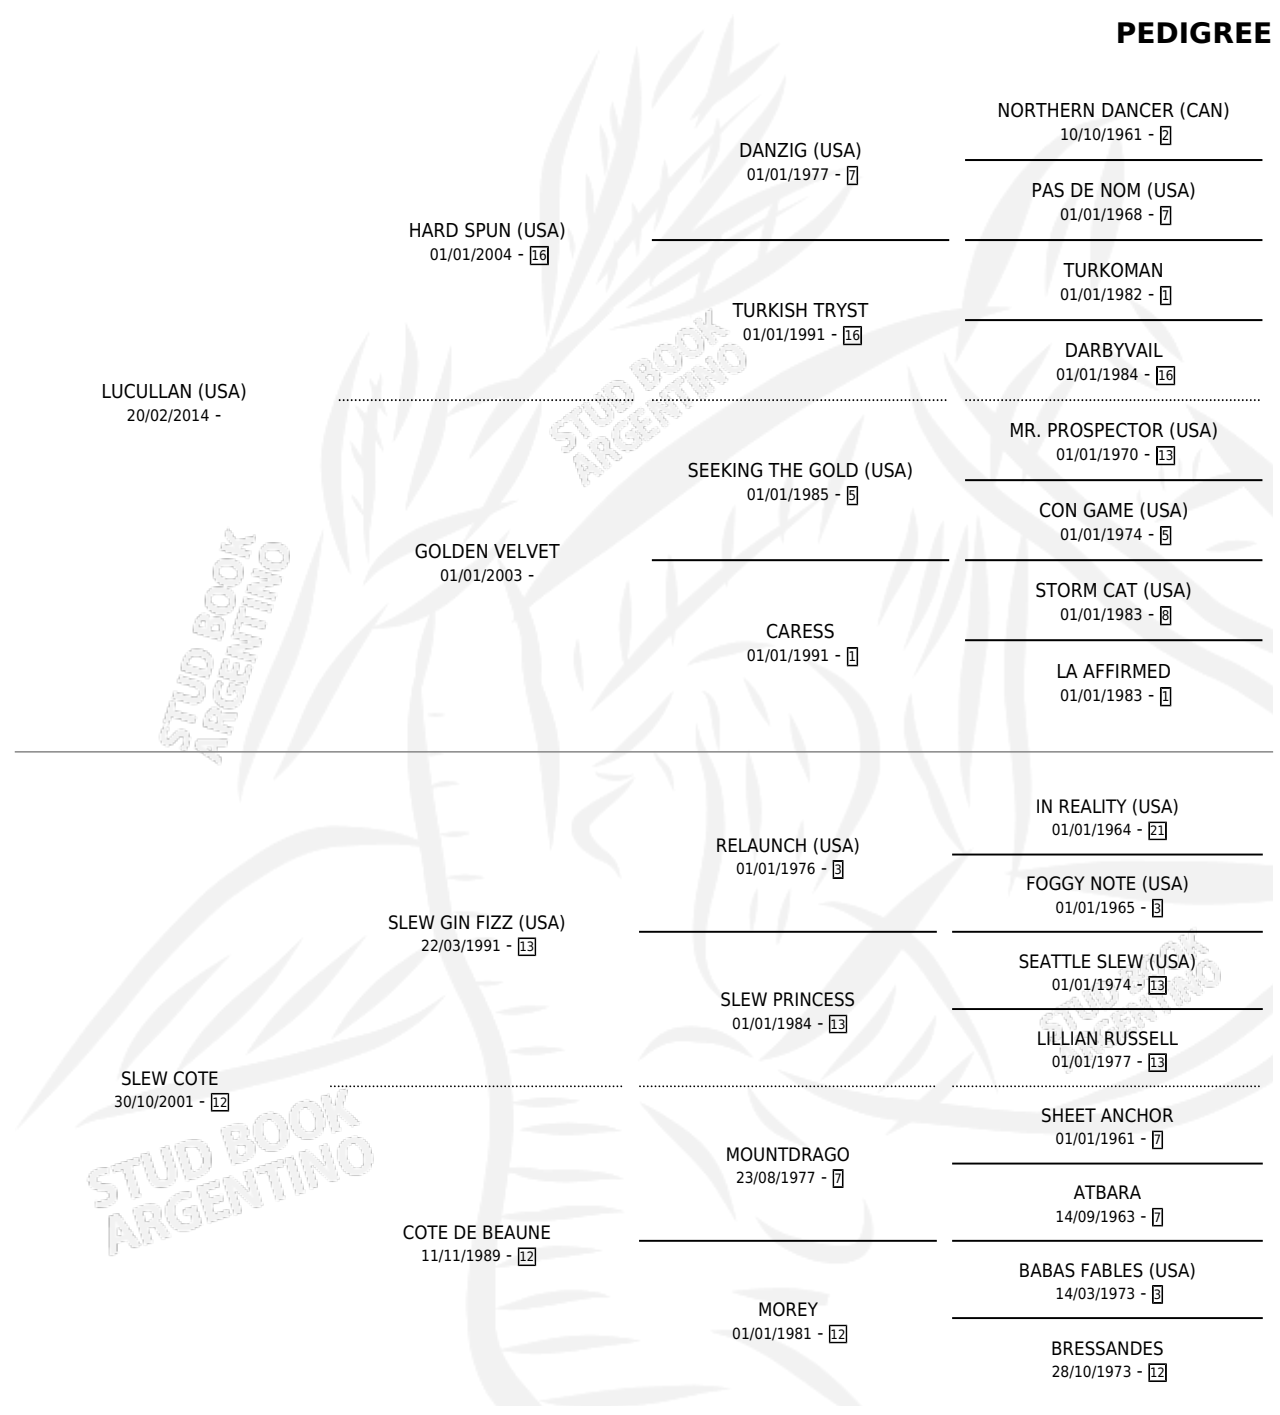 PEDIGREE
NORTHERN DANCER (CAN)
10/10/1961 - 2
DANZIG (USA)
01/01/1977 - 7
PAS DE NOM (USA)
01/01/1968 - 7
HARD SPUN (USA)
01/01/2004 - 16
TURKOMAN
01/01/1982 - 1
TURKISH TRYST
01/01/1991 - 16
DARBYVAIL
01/01/1984 - 16
LUCULLAN (USA)
20/02/2014 -
MR. PROSPECTOR (USA)
01/01/1970 - 13
SEEKING THE GOLD (USA)
01/01/1985 - 5
CON GAME (USA)
01/01/1974 - 5
GOLDEN VELVET
01/01/2003 -
STORM CAT (USA)
01/01/1983 - 8
CARESS
01/01/1991 - 1
LA AFFIRMED
01/01/1983 - 1
IN REALITY (USA)
01/01/1964 - 21
RELAUNCH (USA)
01/01/1976 - 3
FOGGY NOTE (USA)
01/01/1965 - 3
SLEW GIN FIZZ (USA)
22/03/1991 - 13
SEATTLE SLEW (USA)
01/01/1974 - 13
SLEW PRINCESS
01/01/1984 - 13
LILLIAN RUSSELL
01/01/1977 - 13
SLEW COTE
30/10/2001 - 12
SHEET ANCHOR
01/01/1961 - 7
MOUNTDRAGO
23/08/1977 - 7
ATBARA
14/09/1963 - 7
COTE DE BEAUNE
11/11/1989 - 12
BABAS FABLES (USA)
14/03/1973 - 3
MOREY
01/01/1981 - 12
BRESSANDES
28/10/1973 - 12
STUD BOOK
ARGENTINO
STUD BOOK
ARGENTINO
STUD BOOK
ARGENTINO
STUD BOOK
ARGENTINO